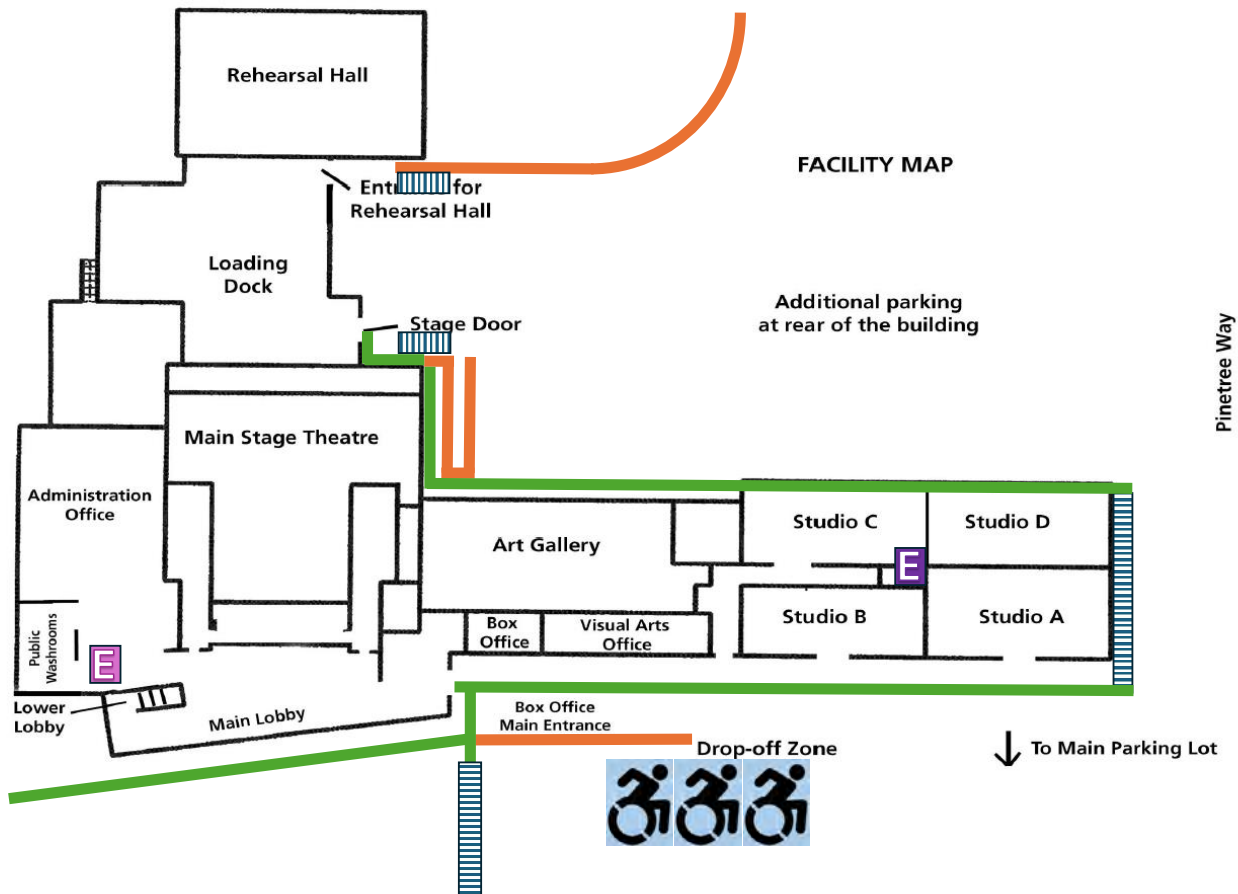 Rehearsal Hall
FACILITY MAP
for
Rehearsal Hall
Loading
Dock
Stage Door
Additional parking
at rear of the building
Pinetree Way
Main Stage Theatre
Administration
Office
Art Gallery
Studio C
Studio D
E
Studio B
Studio A
Box
Office
Visual Arts
Office
Public
Washrooms
E
Lower
Lobby
Main Lobby
Box Office
Main Entrance
Drop-off Zone
To Main Parking Lot